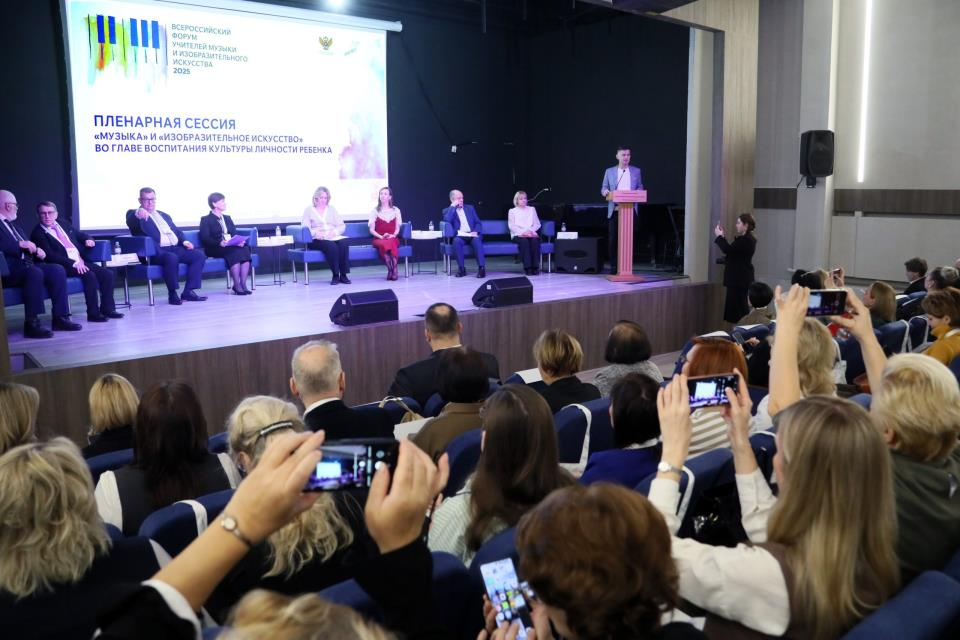 ВСЕРОССИЙСКИЙ
ФОРУМ
УЧИТЕЛЕЙ МУЗЫКИ
И ИЗОБРАЗИТЕЛЬНОГО
ИСКУССТВА
2025
ПЛЕНАРНАЯ СЕССИЯ
«МУЗЫКА» И «ИЗОБРАЗИТЕЛЬНОЕ ИСКУССТВО»
ВО ГЛАВЕ ВОСПИТАНИЯ КУЛЬТУРЫ ЛИЧНОСТИ РЕБЕНКА